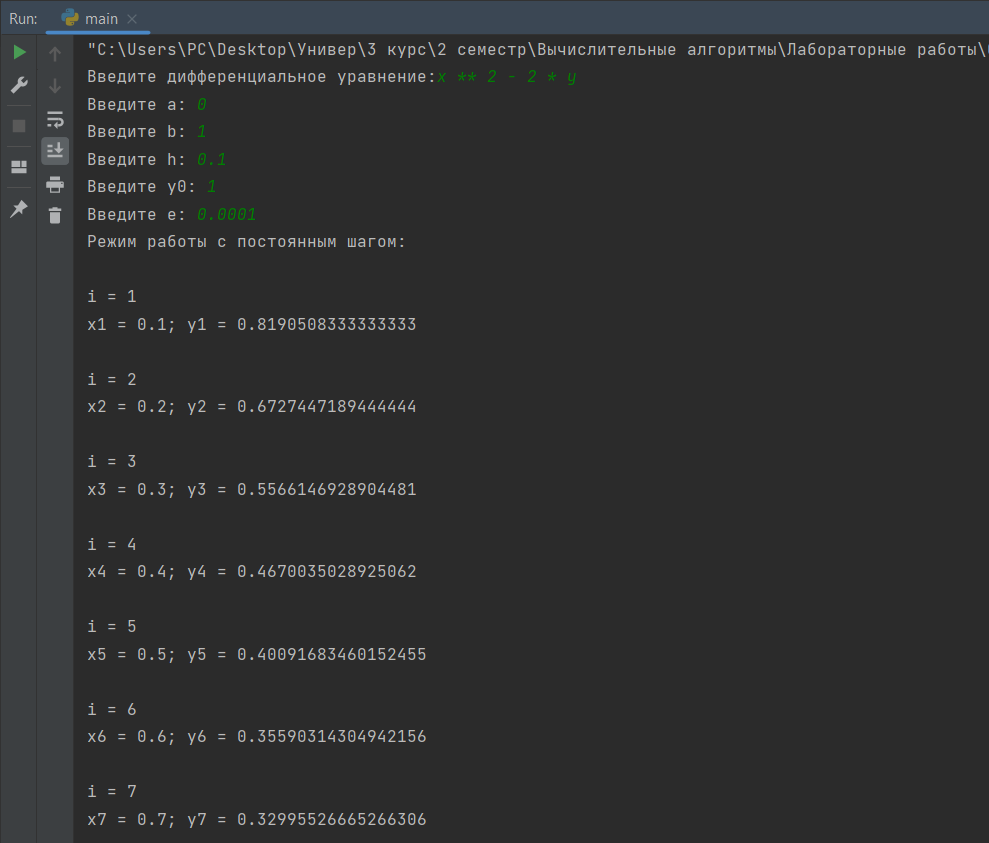 Run: main
"C:\Users\PC\Desktop\Универ\3 курс\2 семестр\Вычислительные алгоритмы\Лабораторные работы\
Введите дифференциальное уравнение:x ** 2 - 2 * y
Введите a: 0
Введите b: 1
Введите h: 0.1
Введите y0: 1
Введите e: 0.0001
Режим работы с постоянным шагом:
i = 1
x1 = 0.1; y1 = 0.8190508333333333
i = 2
x2 = 0.2; y2 = 0.6727447189444444
i = 3
x3 = 0.3; y3 = 0.5566146928904481
i = 4
x4 = 0.4; y4 = 0.4670035028925062
i = 5
x5 = 0.5; y5 = 0.40091683460152455
i = 6
x6 = 0.6; y6 = 0.35590314304942156
i = 7
x7 = 0.7; y7 = 0.32995526665266306